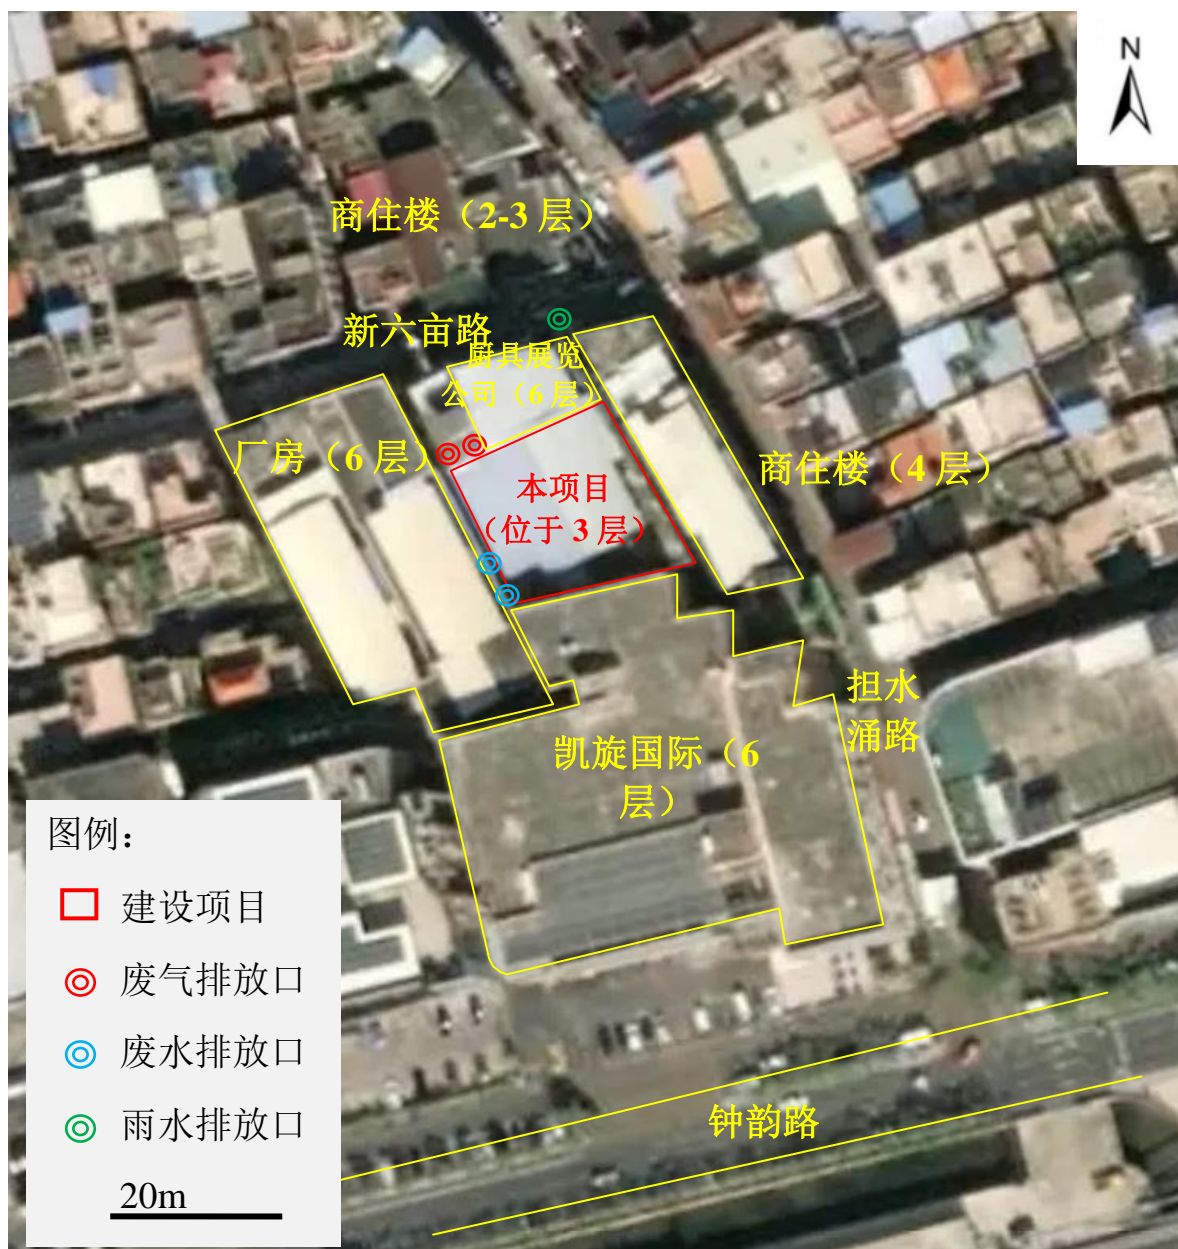 N
商住楼（2-3 层）
新六亩路
厨具展览
公司（6 层）
厂房（6 层）
商住楼（4 层）
本项目
（位于 3 层）
担水
涌路
凯旋国际（6
层）
图例：
建设项目
废气排放口
废水排放口
雨水排放口
20m
钟韵路